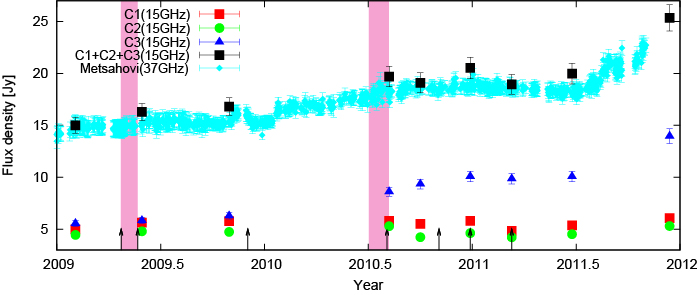 C1(15GHz)
C2(15GHz)
C3(15GHz)
C1+C2+C3(15GHz)
Metsahovi(37GHz)
25
20
15
10
5
Flux density [Jy]
2009 2009.5 2010 2010.5 2011 2011.5 2012
Year